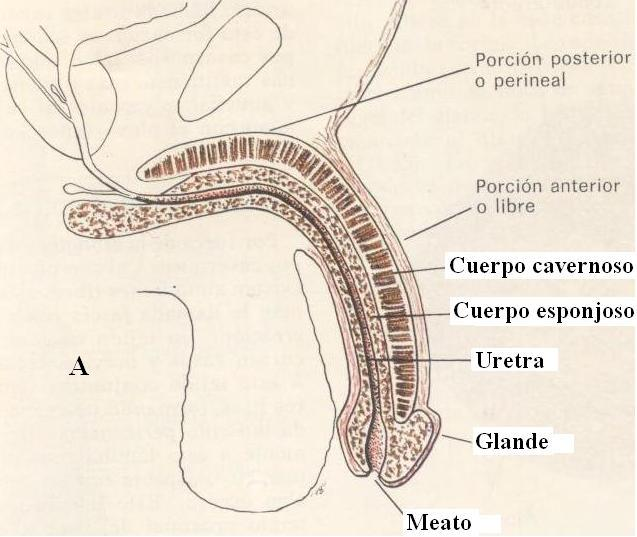 Porción posterior
o perineal
Porción anterior
o libre
Cuerpo cavernoso
Cuerpo esponjoso
Uretra
A
Glande
Meato